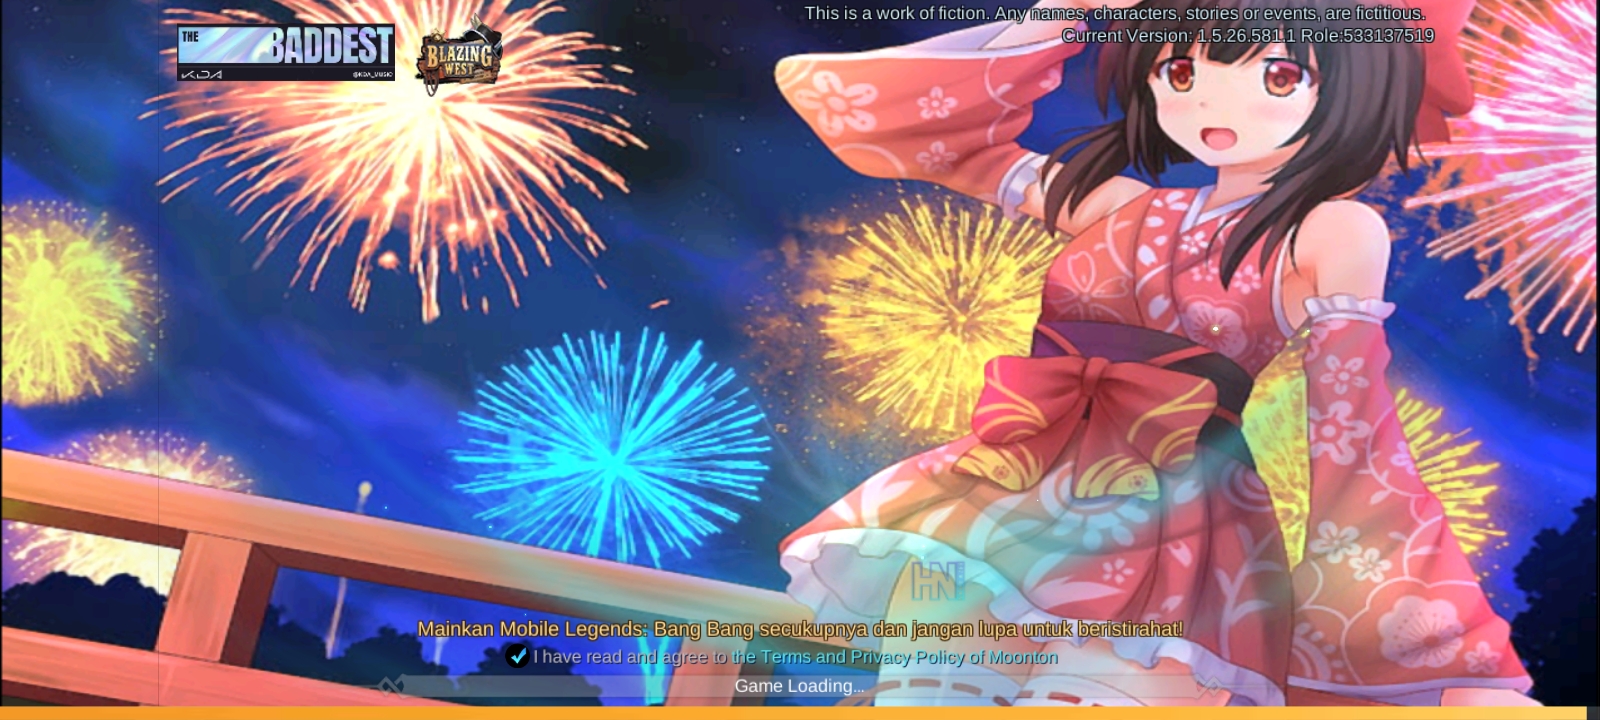 This is a work of fiction. Any names, characters, stories or events, are fictitious.
Current Version: 1.5.26.581.1 Role:533137519
THE BADDEST
K/DA @KDA_MUSIC
BLAZING
WEST
HN
Mainkan Mobile Legends: Bang Bang secukupnya dan jangan lupa untuk beristirahat!
I have read and agree to the Terms and Privacy Policy of Moonton
Game Loading...